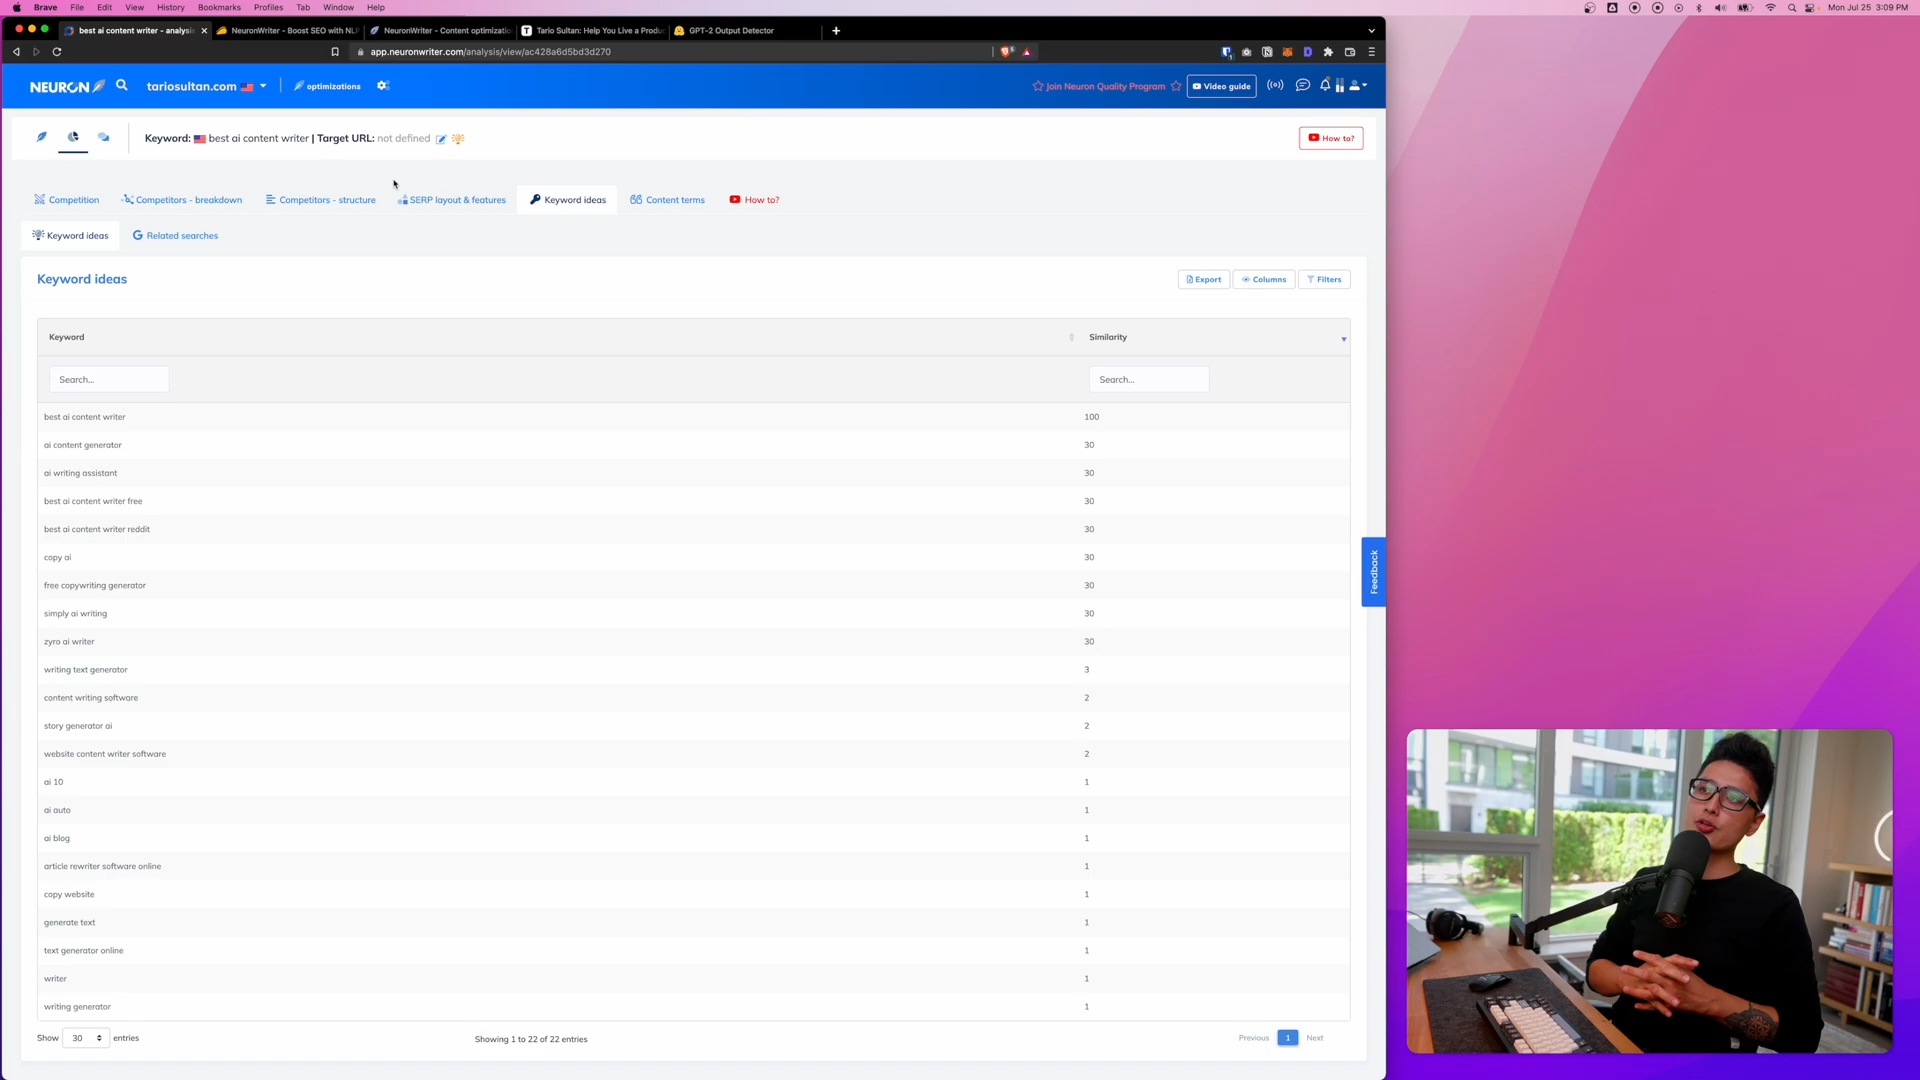 Brave File Edit View History Bookmarks Profiles Tab Window Help
Mon Jul 25 3:09 PM
best ai content writer - analysis
NeuronWriter - Boost SEO with NLP
NeuronWriter - Content optimizatio
Tario Sultan: Help You Live a Produ
GPT-2 Output Detector
app.neuronwriter.com/analysis/view/ac428a6d5bd3d270
NEURON
tariosultan.com
optimizations
Join Neuron Quality Program
Video guide
Keyword: best ai content writer | Target URL: not defined
How to?
Competition
Competitors - breakdown
Competitors - structure
SERP layout & features
Keyword ideas
Content terms
How to?
Keyword ideas
Related searches
Keyword ideas
Export
Columns
Filters
Keyword Similarity
Search... Search...
best ai content writer 100
ai content generator 30
ai writing assistant 30
best ai content writer free 30
best ai content writer reddit 30
copy ai 30
free copywriting generator 30
simply ai writing 30
zyro ai writer 30
writing text generator 3
content writing software 2
story generator ai 2
website content writer software 2
ai 10 1
ai auto 1
ai blog 1
article rewriter software online 1
copy website 1
generate text 1
text generator online 1
writer 1
writing generator 1
Show 30 entries
Showing 1 to 22 of 22 entries
Previous 1 Next
Feedback